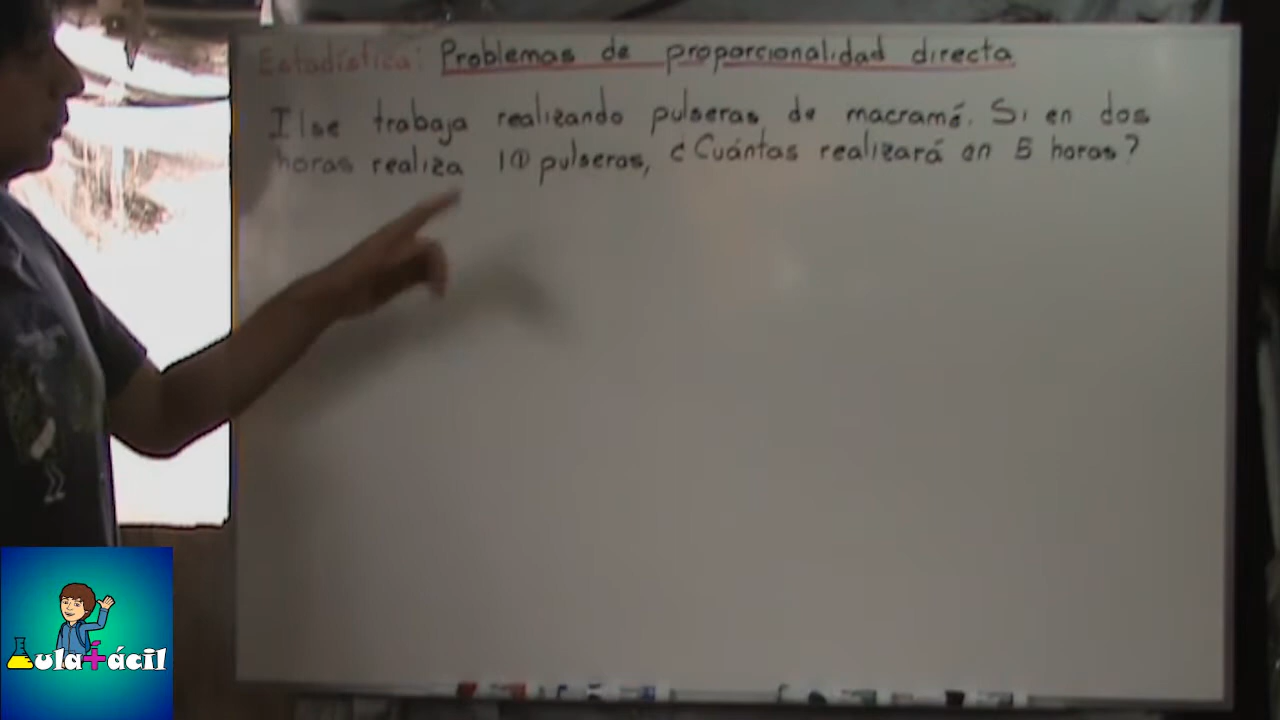 Estadística: Problemas de proporcionalidad directa
Ilse trabaja realizando pulseras de macramé. Si en dos
horas realiza 10 pulseras, ¿Cuántas realizará en 5 horas?
Aula+ácil